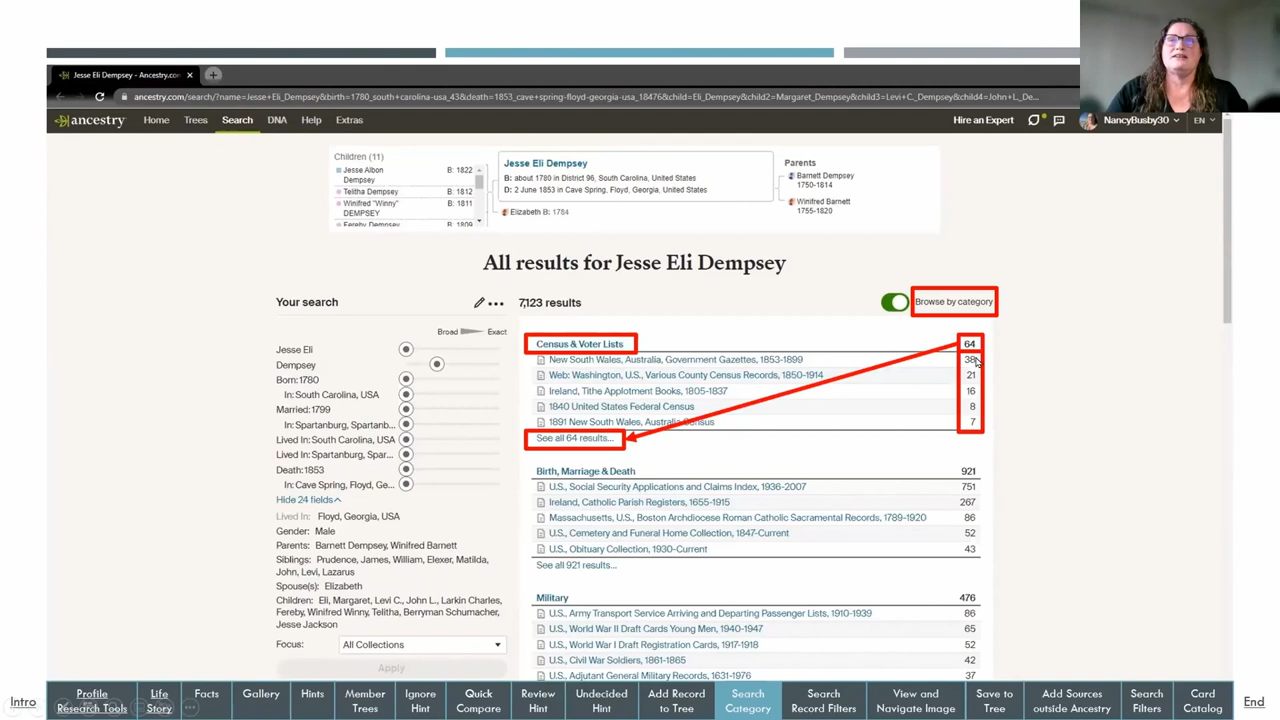 Jesse Eli Dempsey - Ancestry.co
ancestry.com/search/?name=Jesse+Eli_Dempsey&birth=1780_south+carolina-usa_43&death=1853_cave+spring-floyd-georgia-usa_18476&child=Eli_Dempsey&child2=Margaret_Dempsey&child3=Levi+C._Dempsey&child4=John+L._De...
ancestry Home Trees Search DNA Help Extras Hire an Expert NancyBusby30 EN
Children (11)
Jesse Albon B: 1822
Dempsey
Telitha Dempsey B: 1812
Winifred "Winny" B: 1811
DEMPSEY
Fereby Dempsey B: 1809
Jesse Eli Dempsey
B: about 1780 in District 96, South Carolina, United States
D: 2 June 1853 in Cave Spring, Floyd, Georgia, United States
Elizabeth B: 1784
Parents
Barnett Dempsey
1750-1814
Winifred Barnett
1755-1820
All results for Jesse Eli Dempsey
Your search
Broad Exact
Jesse Eli
Dempsey
Born: 1780
In: South Carolina, USA
Married: 1799
In: Spartanburg, Spartanb...
Lived In: South Carolina, USA
Lived In: Spartanburg, Spar...
Death: 1853
In: Cave Spring, Floyd, Ge...
Hide 24 fields
Lived In: Floyd, Georgia, USA
Gender: Male
Parents: Barnett Dempsey, Winifred Barnett
Siblings: Prudence, James, William, Elexer, Matilda,
John, Levi, Lazarus
Spouse(s): Elizabeth
Children: Eli, Margaret, Levi C., John L., Larkin Charles,
Fereby, Winifred Winny, Telitha, Berryman Schumacher,
Jesse Jackson
Focus: All Collections
Apply
7,123 results Browse by category
Census & Voter Lists 64
New South Wales, Australia, Government Gazettes, 1853-1899 38
Web: Washington, U.S., Various County Census Records, 1850-1914 21
Ireland, Tithe Applotment Books, 1805-1837 16
1840 United States Federal Census 8
1891 New South Wales, Australia Census 7
See all 64 results...
Birth, Marriage & Death 921
U.S., Social Security Applications and Claims Index, 1936-2007 751
Ireland, Catholic Parish Registers, 1655-1915 267
Massachusetts, U.S., Boston Archdiocese Roman Catholic Sacramental Records, 1789-1920 86
U.S., Cemetery and Funeral Home Collection, 1847-Current 52
U.S., Obituary Collection, 1930-Current 43
See all 921 results...
Military 476
U.S., Army Transport Service Arriving and Departing Passenger Lists, 1910-1939 86
U.S., World War II Draft Cards Young Men, 1940-1947 65
U.S., World War I Draft Registration Cards, 1917-1918 52
U.S., Civil War Soldiers, 1861-1865 42
U.S., Adjutant General Military Records, 1631-1976 37
Intro
Profile
Research Tools
Life
Story
Facts
Gallery
Hints
Member
Trees
Ignore
Hint
Quick
Compare
Review
Hint
Undecided
Hint
Add Record
to Tree
Search
Category
Search
Record Filters
View and
Navigate Image
Save to
Tree
Add Sources
outside Ancestry
Search
Filters
Card
Catalog
End